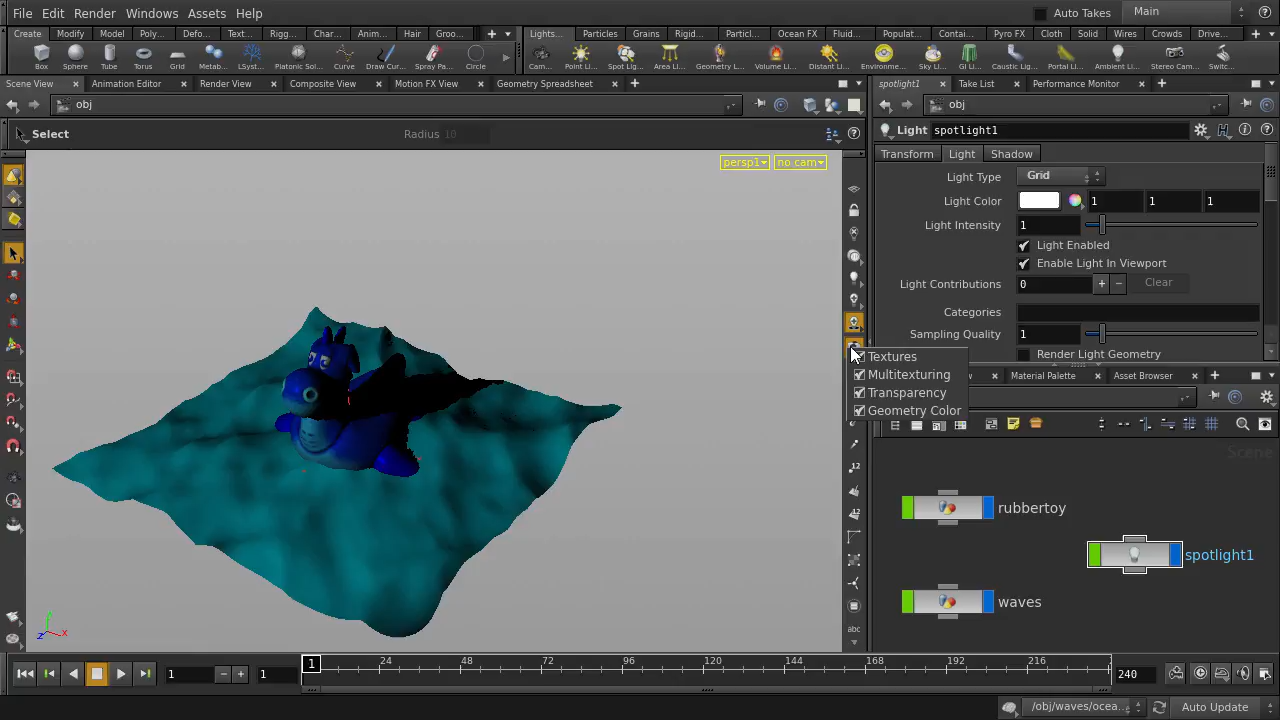 File Edit Render Windows Assets Help Auto Takes Main
Create Modify Model Poly... Defo... Text... Rigg... Char... Anim... Hair Groo... Lights... Particles Grains Rigid... Particl... Ocean FX Fluid... Populat... Contai... Pyro FX Cloth Solid Wires Crowds Drive...
Box Sphere Tube Torus Grid Metab... LSyst... Platonic Sol... Curve Draw Cur... Spray Pa... Circle Cam... Point Li... Spot Lig... Area Li... Geometry L... Volume Li... Distant Li... Environme... Sky Li... GI Li... Caustic Lig... Portal Li... Ambient Li... Stereo Cam... Switc...
Scene View Animation Editor Render View Composite View Motion FX View Geometry Spreadsheet spotlight1 Take List Performance Monitor
obj obj
Select Radius 10 Light spotlight1
Transform Light Shadow
persp1 no cam
Light Type Grid
Light Color 1 1 1
Light Intensity 1
Light Enabled
Enable Light In Viewport
Light Contributions 0 + − Clear
Categories
Sampling Quality 1
Render Light Geometry
Textures
Multitexturing
Transparency
Geometry Color
w Material Palette Asset Browser
Scene
rubbertoy
spotlight1
waves
12
12
abc
y
z x
1 24 48 72 96 120 144 168 192 216
1 − + 1 240
/obj/waves/ocea... Auto Update